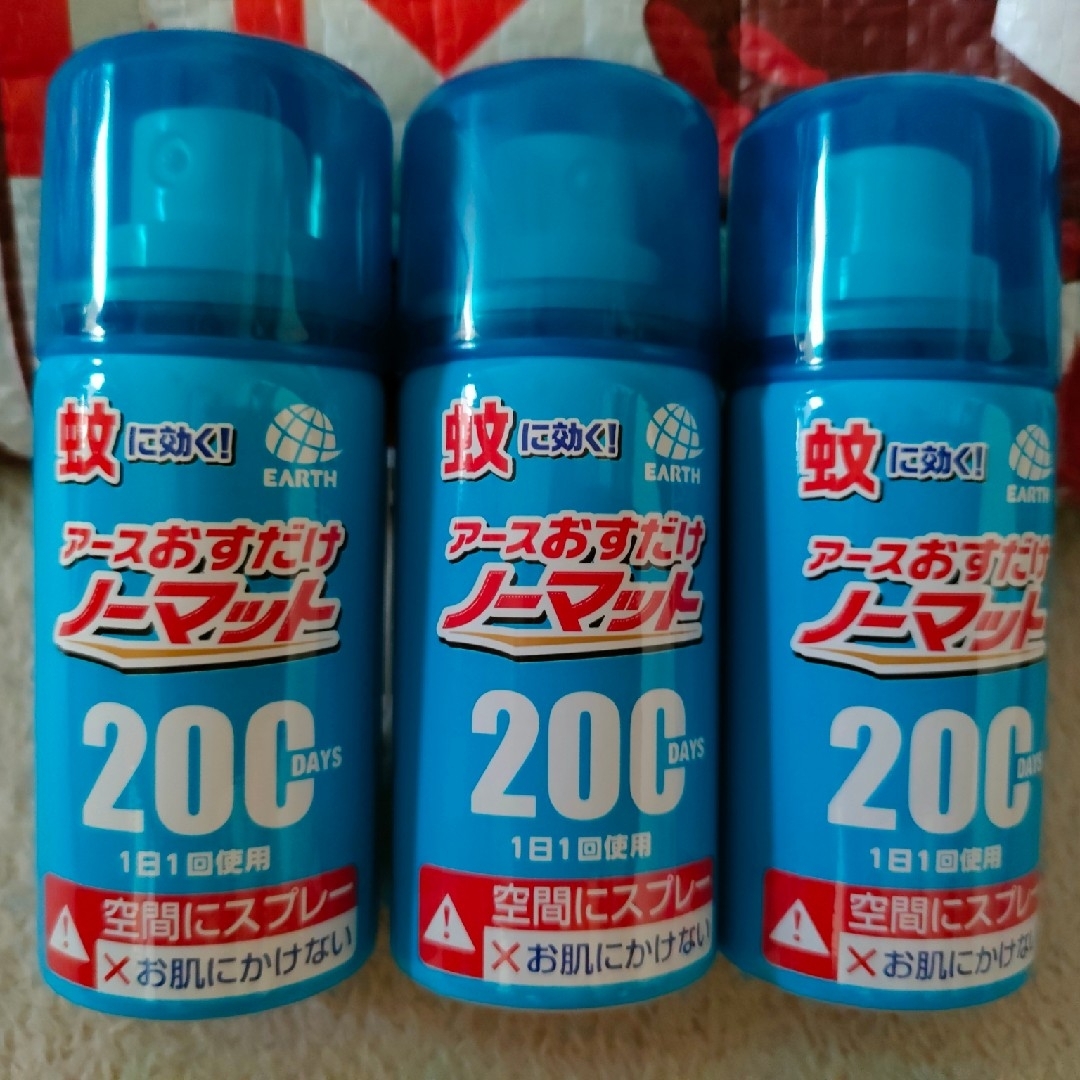 蚊に効く!
EARTH
アースおすだけ
ノーマット
200
DAYS
1日1回使用
空間にスプレー
×お肌にかけない
蚊に効く!
EARTH
アースおすだけ
ノーマット
200
DAYS
1日1回使用
空間にスプレー
×お肌にかけない
蚊に効く!
EARTH
アースおすだけ
ノーマット
200
DAYS
1日1回使用
空間にスプレー
×お肌にかけない